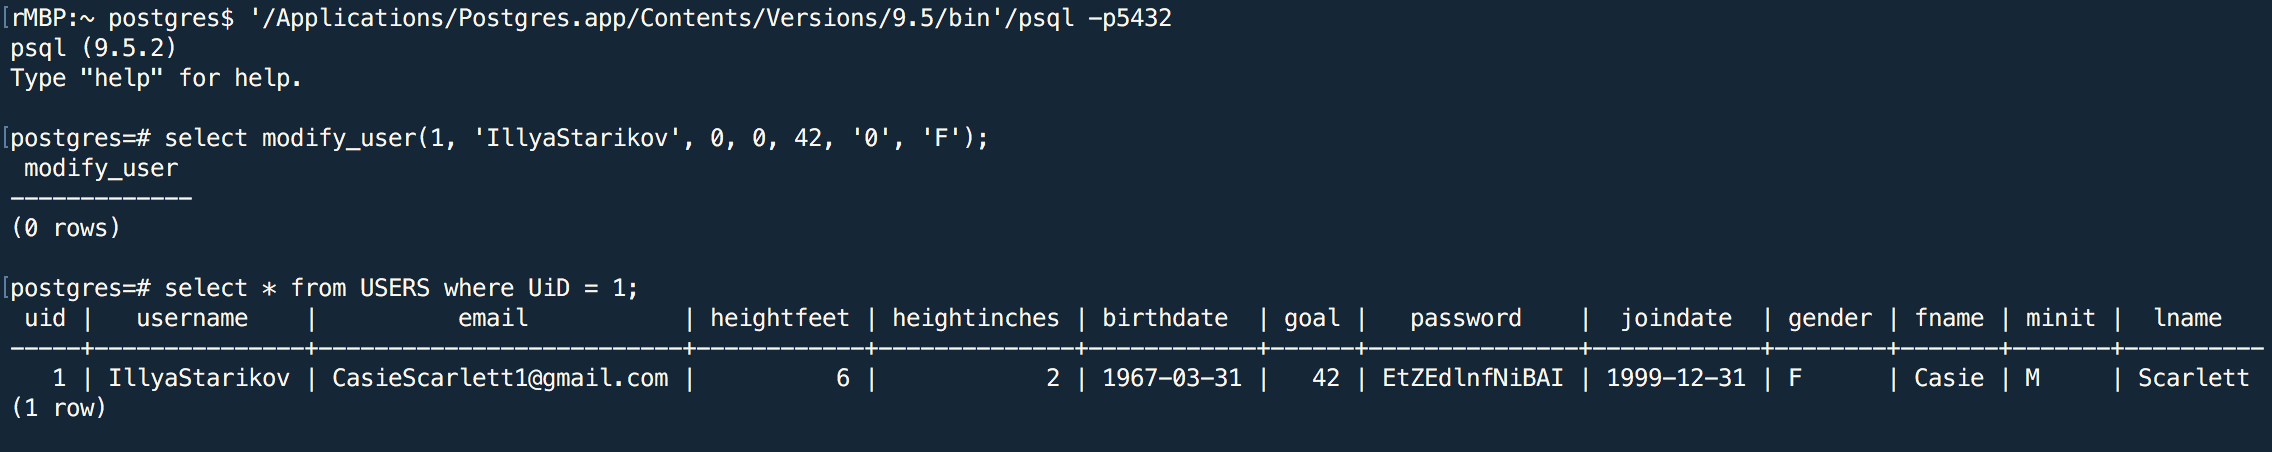 [rMBP:~ postgres$ '/Applications/Postgres.app/Contents/Versions/9.5/bin'/psql -p5432
psql (9.5.2)
Type "help" for help.
[postgres=# select modify_user(1, 'IllyaStarikov', 0, 0, 42, '0', 'F');
 modify_user
-------------
(0 rows)
[postgres=# select * from USERS where UiD = 1;
 uid |   username    |          email          | heightfeet | heightinches | birthdate  | goal |   password    |  joindate  | gender | fname | minit |  lname
-----+---------------+--------------------------+------------+--------------+------------+------+---------------+------------+--------+-------+-------+----------
   1 | IllyaStarikov | CasieScarlett1@gmail.com |          6 |            2 | 1967-03-31 |   42 | EtZEdlnfNiBAI | 1999-12-31 | F      | Casie | M     | Scarlett
(1 row)